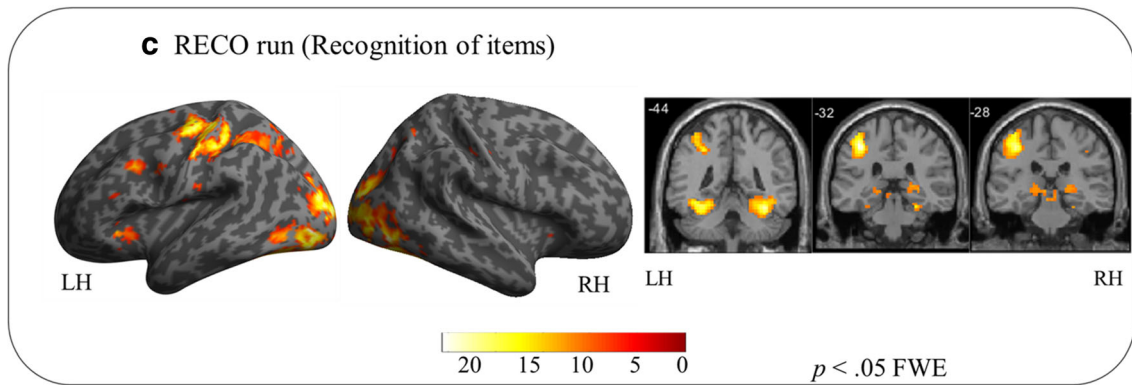 C RECO run (Recognition of items)
-44
-32
-28
LH
RH
LH
RH
20 15 10 5 0
p < .05 FWE